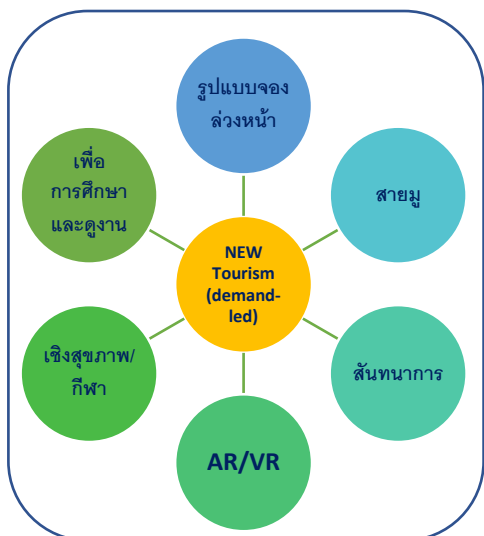 รูปแบบจอง
ล่วงหน้า
สายมู
สันทนาการ
AR/VR
เชิงสุขภาพ/
กีฬา
เพื่อ
การศึกษา
และดูงาน
NEW
Tourism
(demand-
led)